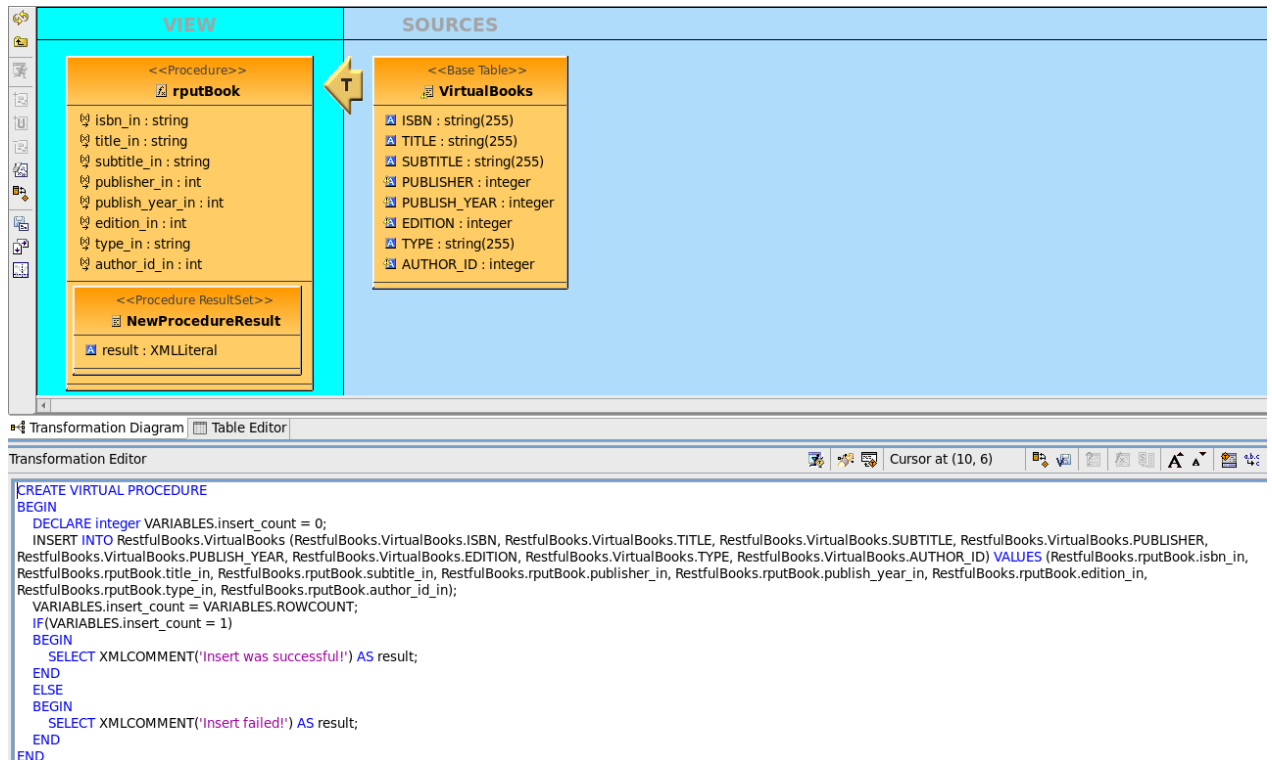 VIEW
SOURCES
<<Procedure>>
rputBook
isbn_in : string
title_in : string
subtitle_in : string
publisher_in : int
publish_year_in : int
edition_in : int
type_in : string
author_id_in : int
<<Procedure ResultSet>>
NewProcedureResult
result : XMLLiteral
T
<<Base Table>>
VirtualBooks
ISBN : string(255)
TITLE : string(255)
SUBTITLE : string(255)
PUBLISHER : integer
PUBLISH_YEAR : integer
EDITION : integer
TYPE : string(255)
AUTHOR_ID : integer
Transformation Diagram
Table Editor
Transformation Editor
Cursor at (10, 6)
CREATE VIRTUAL PROCEDURE
BEGIN
DECLARE integer VARIABLES.insert_count = 0;
INSERT INTO RestfulBooks.VirtualBooks (RestfulBooks.VirtualBooks.ISBN, RestfulBooks.VirtualBooks.TITLE, RestfulBooks.VirtualBooks.SUBTITLE, RestfulBooks.VirtualBooks.PUBLISHER,
RestfulBooks.VirtualBooks.PUBLISH_YEAR, RestfulBooks.VirtualBooks.EDITION, RestfulBooks.VirtualBooks.TYPE, RestfulBooks.VirtualBooks.AUTHOR_ID) VALUES (RestfulBooks.rputBook.isbn_in,
RestfulBooks.rputBook.title_in, RestfulBooks.rputBook.subtitle_in, RestfulBooks.rputBook.publisher_in, RestfulBooks.rputBook.publish_year_in, RestfulBooks.rputBook.edition_in,
RestfulBooks.rputBook.type_in, RestfulBooks.rputBook.author_id_in);
VARIABLES.insert_count = VARIABLES.ROWCOUNT;
IF(VARIABLES.insert_count = 1)
BEGIN
SELECT XMLCOMMENT('Insert was successful!') AS result;
END
ELSE
BEGIN
SELECT XMLCOMMENT('Insert failed!') AS result;
END
END